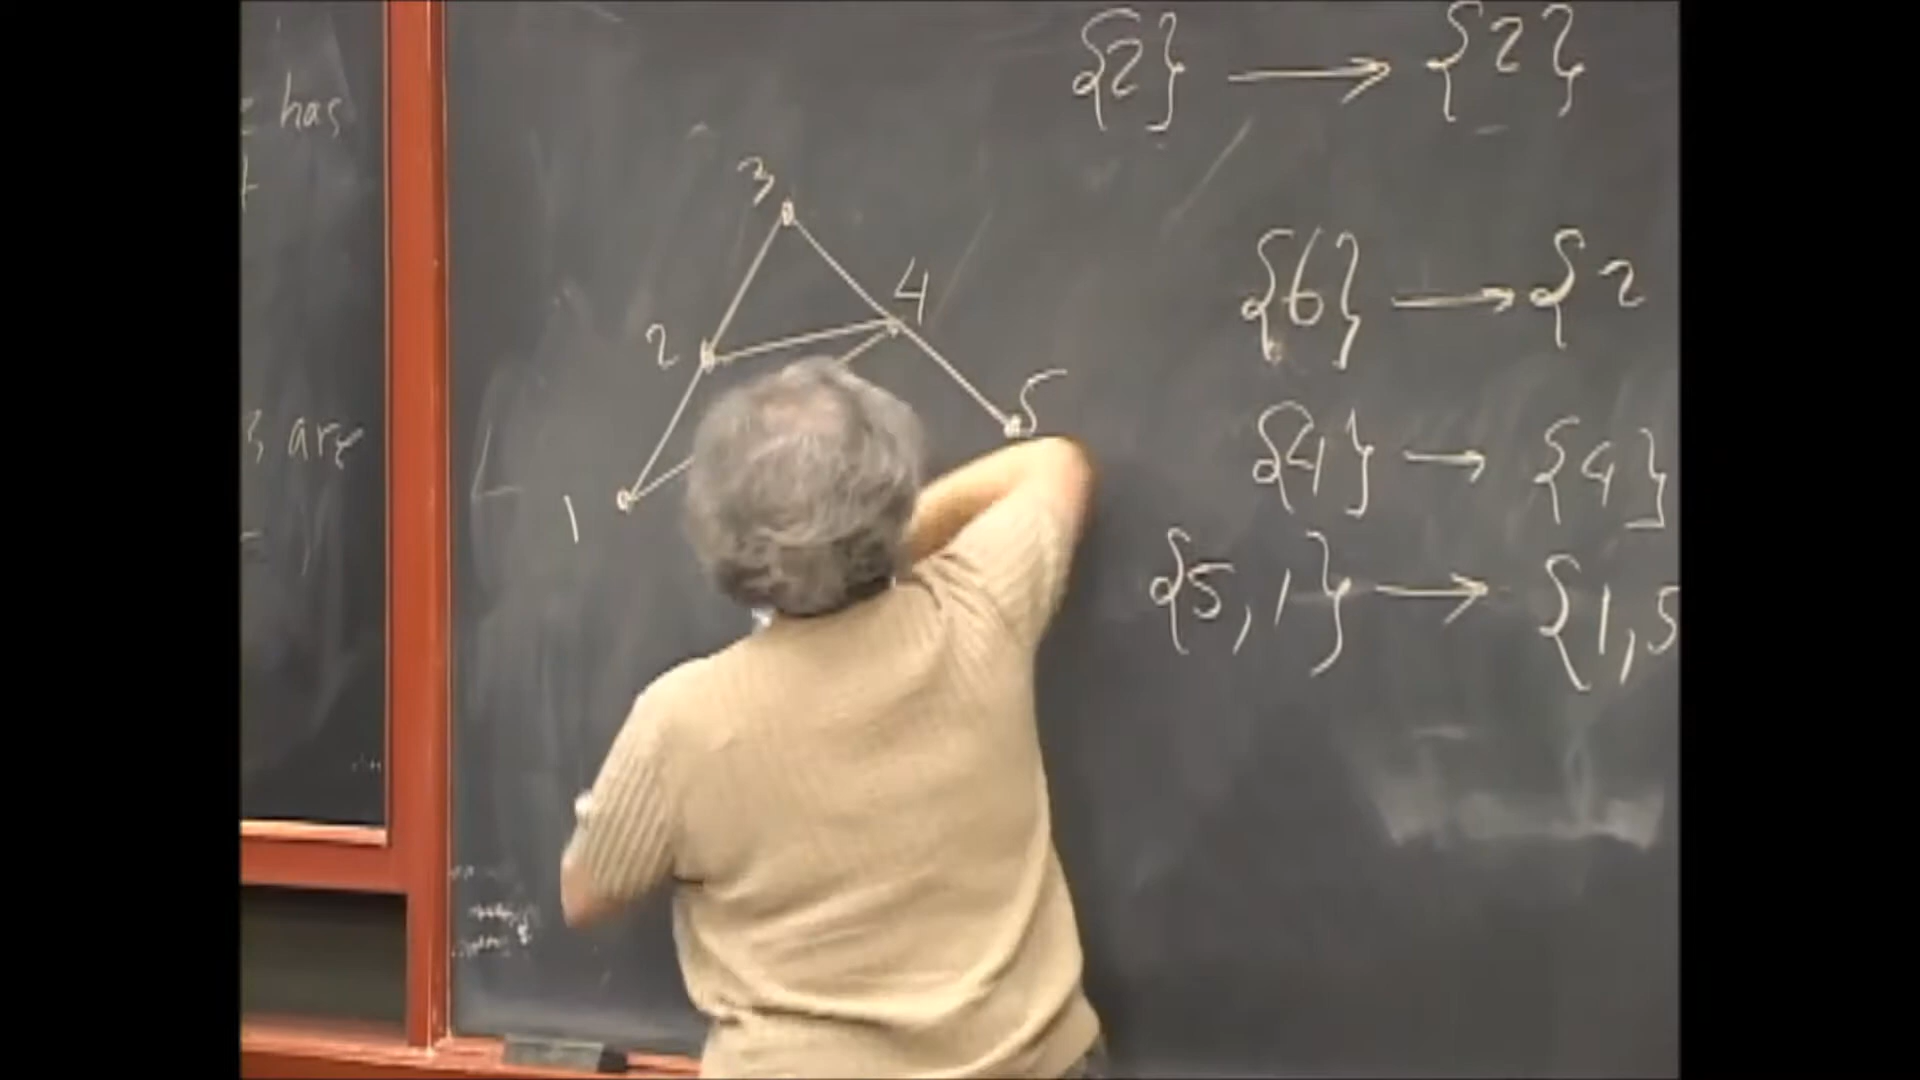 has
are
{2} → {2}
3
4
{6} → {2
2
5
{4} → {4}
1
{5,1} → {1,5